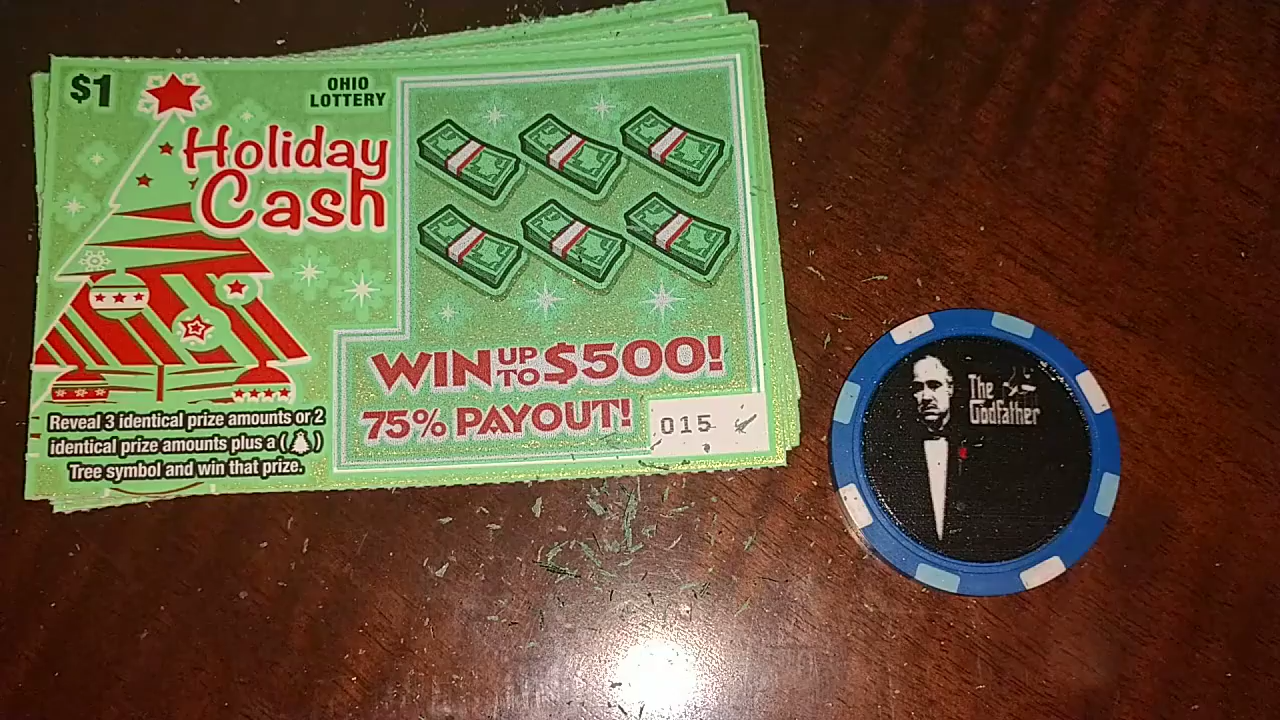 $1
OHIO
LOTTERY
Holiday
Cash
WIN UP TO $500!
75% PAYOUT!
015
Reveal 3 identical prize amounts or 2
identical prize amounts plus a ( )
Tree symbol and win that prize.
The
Godfather